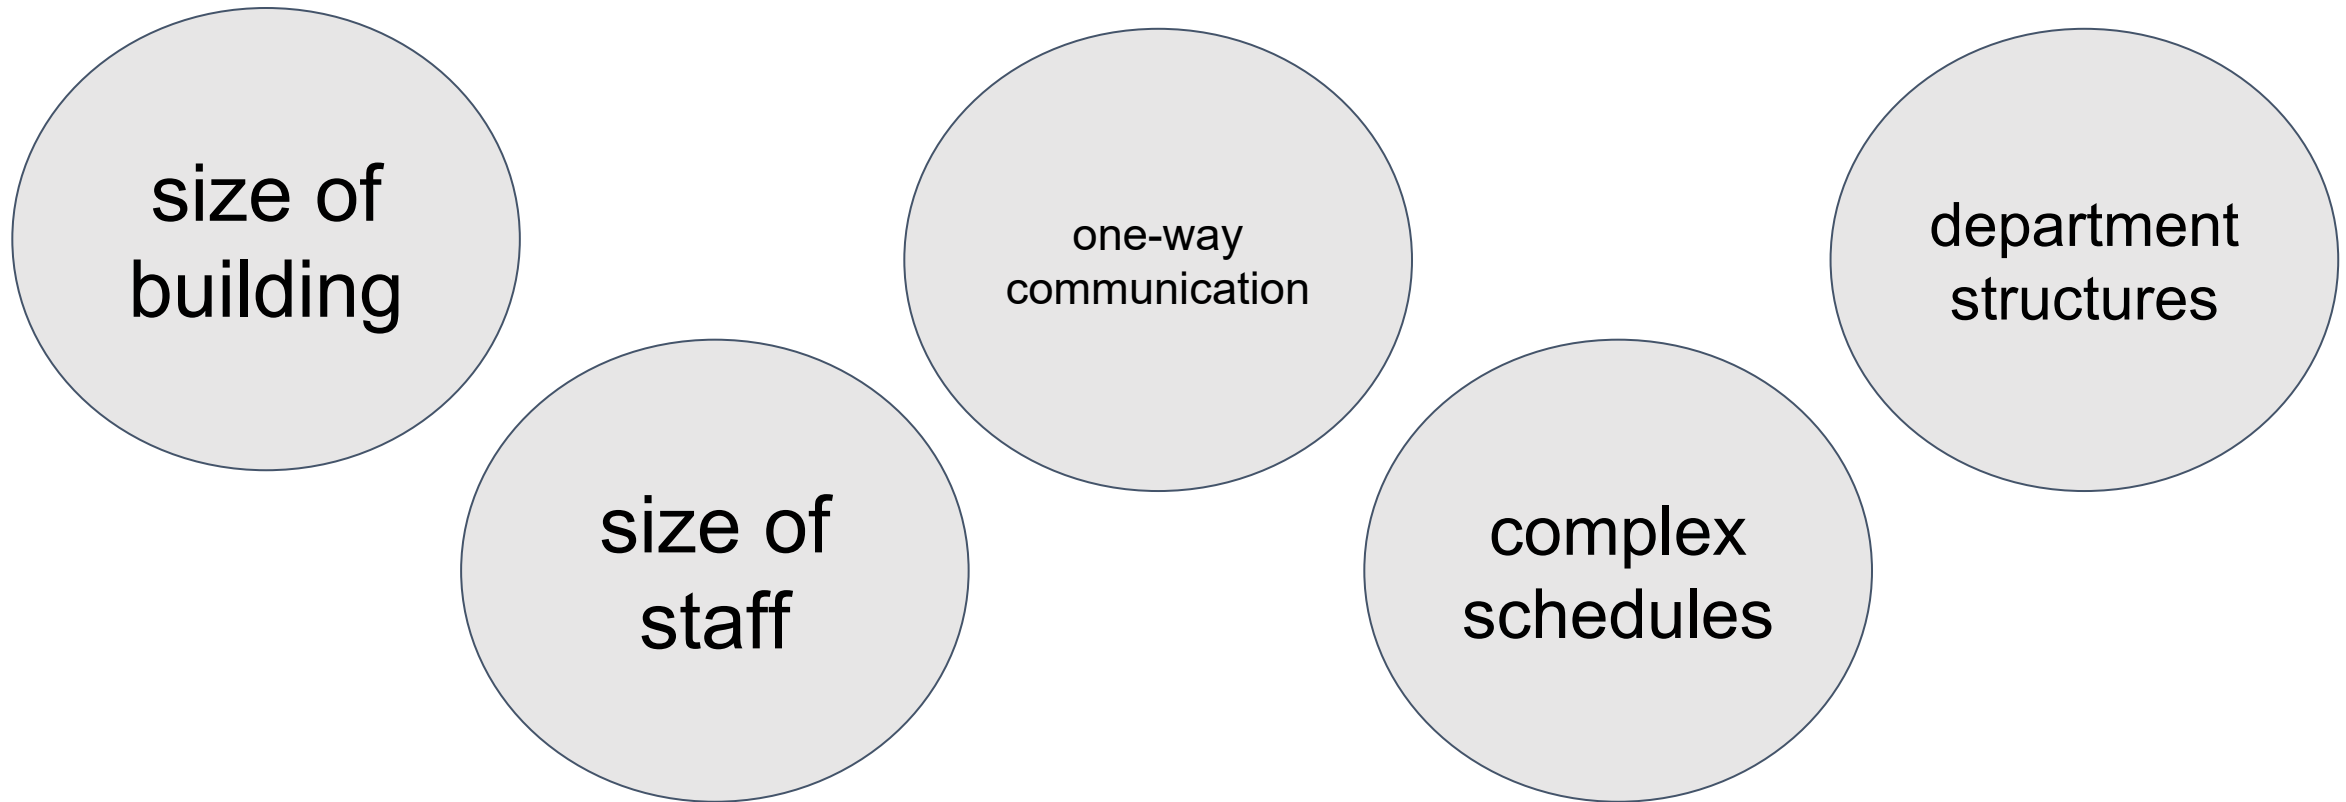 size of
building
size of
staff
one-way
communication
complex
schedules
department
structures